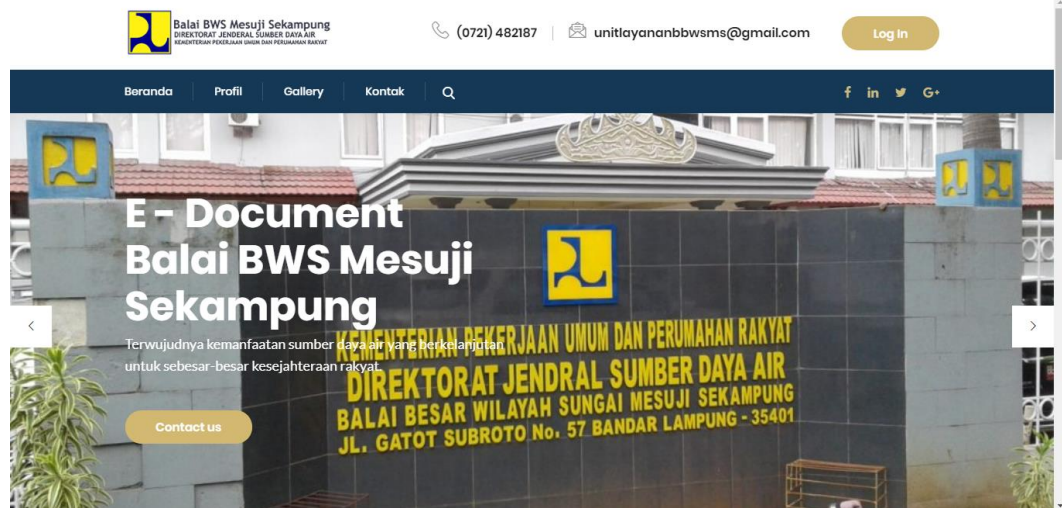 Balai BWS Mesuji Sekampung
DIREKTORAT JENDERAL SUMBER DAYA AIR
KEMENTERIAN PEKERJAAN UMUM DAN PERUMAHAN RAKYAT
(0721) 482187
unitlayananbbwsms@gmail.com
Log In
Beranda
Profil
Gallery
Kontak
f in G+
E - Document
Balai BWS Mesuji
Sekampung
Terwujudnya kemanfaatan sumber daya air yang berkelanjutan
untuk sebesar-besar kesejahteraan rakyat.
Contact us
KEMENTERIAN PEKERJAAN UMUM DAN PERUMAHAN RAKYAT
DIREKTORAT JENDRAL SUMBER DAYA AIR
BALAI BESAR WILAYAH SUNGAI MESUJI SEKAMPUNG
JL. GATOT SUBROTO No. 57 BANDAR LAMPUNG - 35401